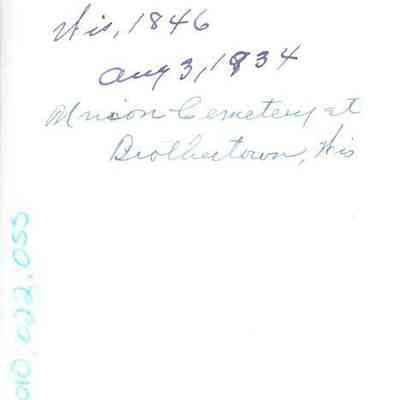 Wis, 1846
Aug 3, 1934
Union Cemetery at
Brothertown, Wis
010.022.055